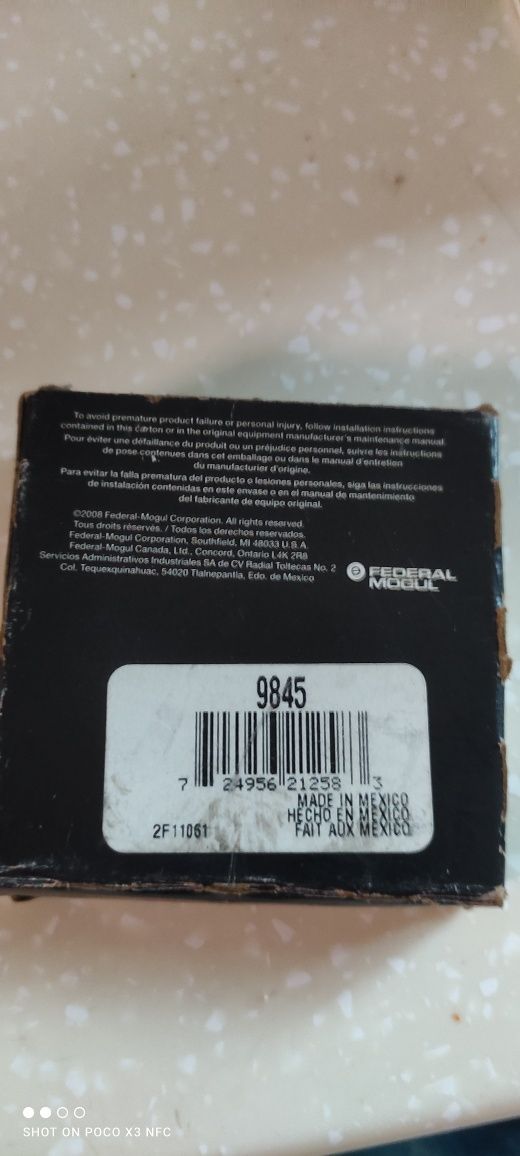 To avoid premature product failure or personal injury, follow installation instructions
contained in this carton or in the original equipment manufacturer's maintenance manual.
Pour éviter une défaillance du produit ou un préjudice personnel, suivre les instructions
de pose contenues dans cet emballage ou dans le manuel d'entretien
du manufacturier d'origine.
Para evitar la falla prematura del producto o lesiones personales, siga las instrucciones
de instalación contenidas en este envase o en el manual de mantenimiento
del fabricante de equipo original.
©2008 Federal-Mogul Corporation. All rights reserved.
Tous droits réservés. / Todos los derechos reservados.
Federal-Mogul Corporation, Southfield, MI 48033 U.S.A.
Federal-Mogul Canada, Ltd., Concord, Ontario L4K 2R8
Servicios Administrativos Industriales SA de CV Radial Toltecas No. 2
Col. Tequexquinahuac, 54020 Tlalnepantla, Edo. de Mexico
FEDERAL
MOGUL
9845
7 24956 21258 3
MADE IN MEXICO
HECHO EN MEXICO
2F11061 FAIT AUX MEXICO
SHOT ON POCO X3 NFC